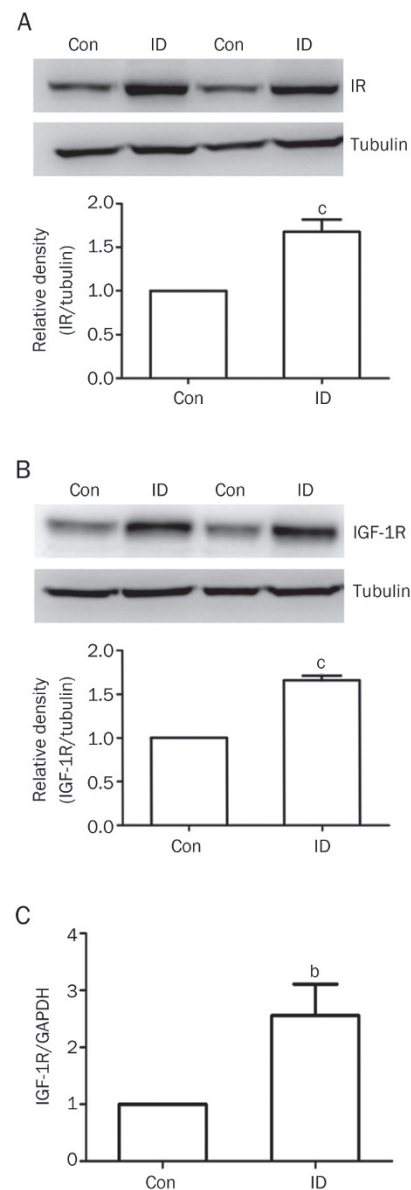 A
Con ID Con ID
IR
Tubulin
Relative density
(IR/tubulin)
2.0
1.5
1.0
0.5
0.0
c
Con ID
B
Con ID Con ID
IGF-1R
Tubulin
Relative density
(IGF-1R/tubulin)
2.0
1.5
1.0
0.5
0.0
c
Con ID
C
IGF-1R/GAPDH
4
3
2
1
0
b
Con ID